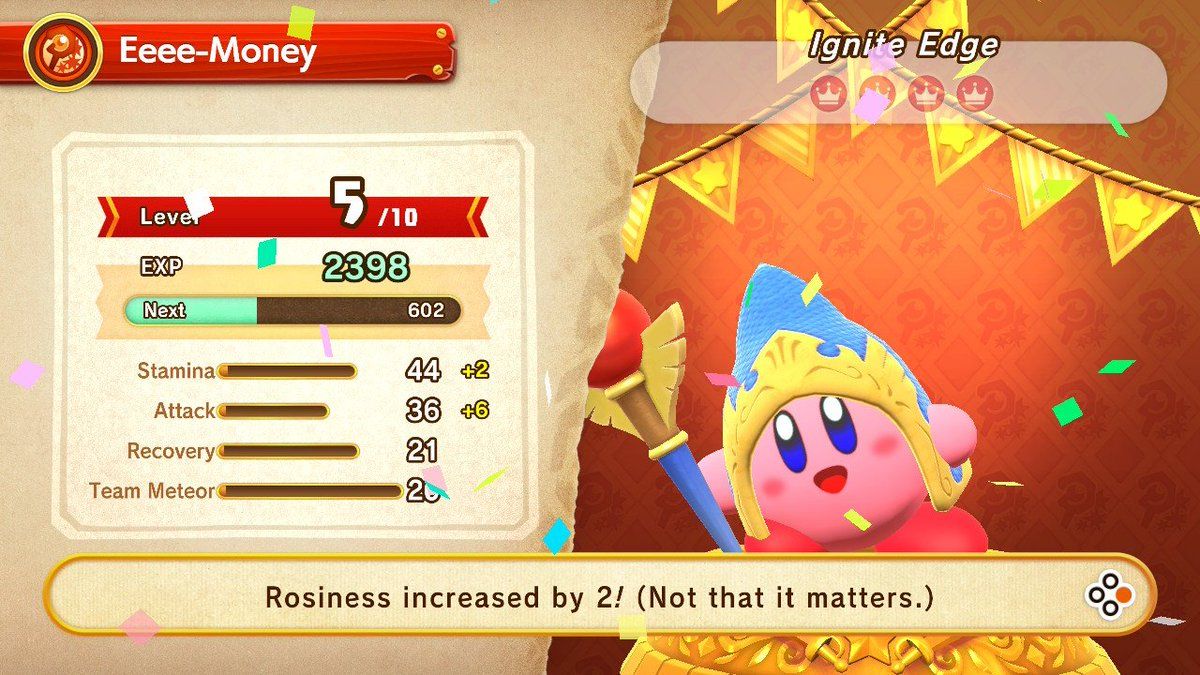 Eeee-Money
Ignite Edge
Level 5 /10
EXP 2398
Next 602
Stamina 44 +2
Attack 36 +6
Recovery 21
Team Meteor
Rosiness increased by 2! (Not that it matters.)